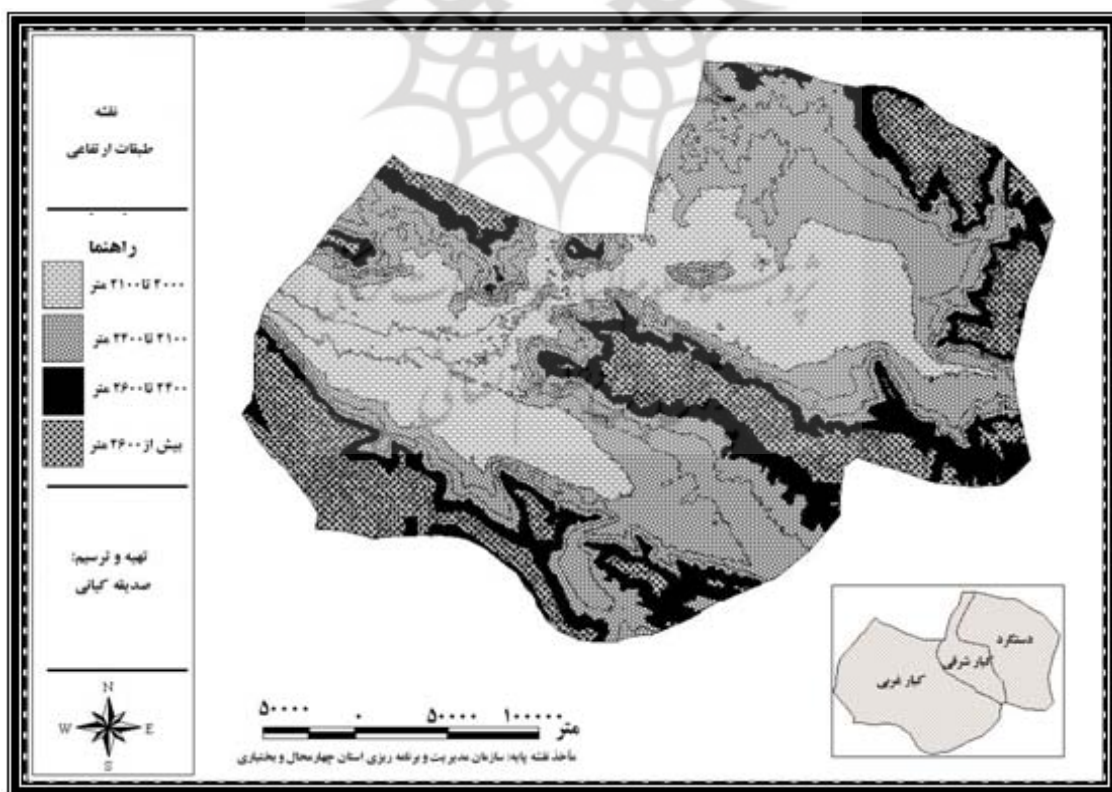 نقشه
طبقات ارتفاعی
راهنما
۲۰۰۰ تا ۲۱۰۰ متر
۲۱۰۰ تا ۲۴۰۰ متر
۲۴۰۰ تا ۲۶۰۰ متر
بیش از ۲۶۰۰ متر
تهیه و ترسیم:
صدیقه کیانی
N
W E
S
۵۰۰۰۰ ۰ ۵۰۰۰۰ ۱۰۰۰۰۰
متر
مأخذ نقشه پایه: سازمان مدیریت و برنامه ریزی استان چهارمحال و بختیاری
دستگرد
کیار شرقی
کیار غربی